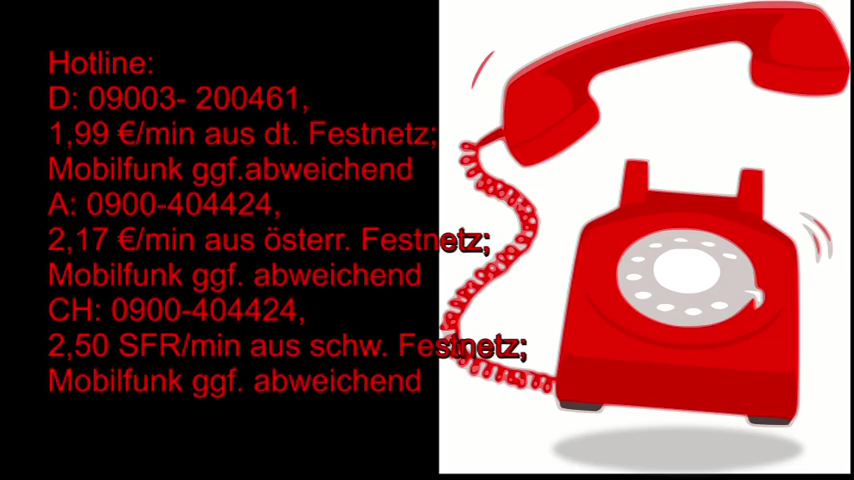 Hotline:
D: 09003- 200461,
1,99 €/min aus dt. Festnetz;
Mobilfunk ggf.abweichend
A: 0900-404424,
2,17 €/min aus österr. Festnetz;
Mobilfunk ggf. abweichend
CH: 0900-404424,
2,50 SFR/min aus schw. Festnetz;
Mobilfunk ggf. abweichend